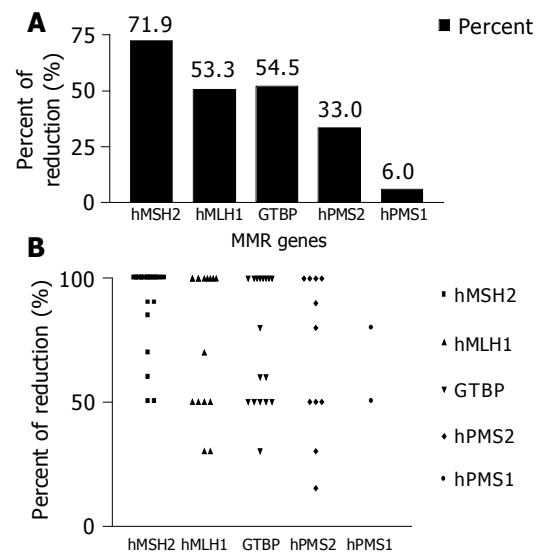 A
Percent
Percent of
reduction (%)
75
50
25
0
71.9
53.3
54.5
33.0
6.0
hMSH2 hMLH1 GTBP hPMS2 hPMS1
MMR genes
B
Percent of reduction (%)
100
50
0
hMSH2 hMLH1 GTBP hPMS2 hPMS1
hMSH2
hMLH1
GTBP
hPMS2
hPMS1